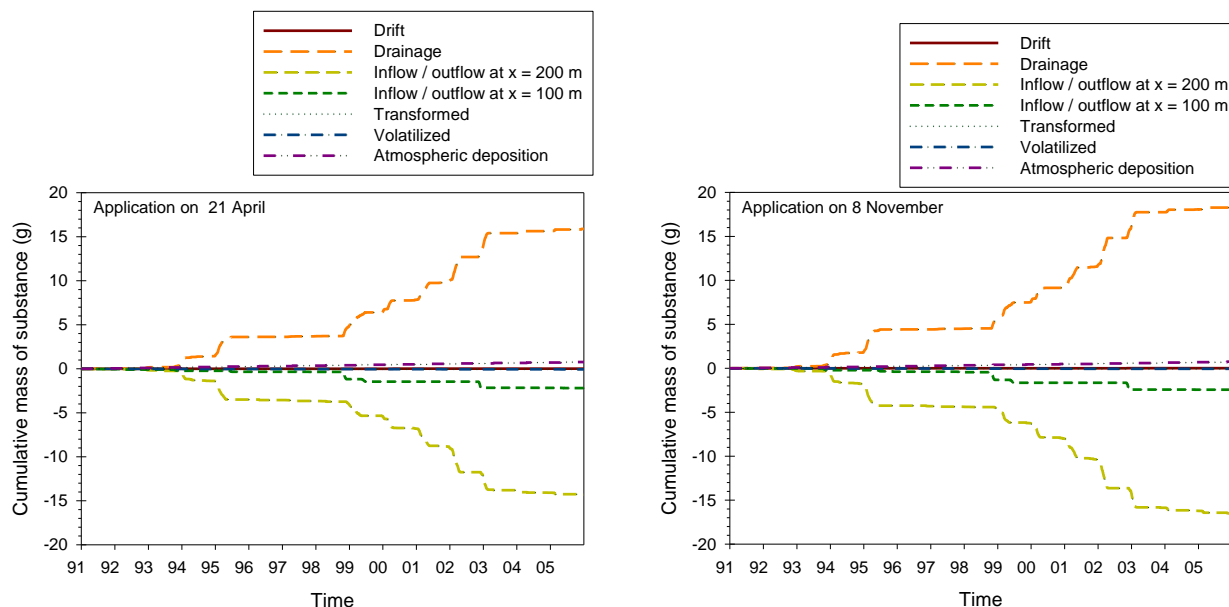 Drift
Drainage
Inflow / outflow at x = 200 m
Inflow / outflow at x = 100 m
Transformed
Volatilized
Atmospheric deposition
Application on 21 April
Cumulative mass of substance (g)
20
15
10
5
0
-5
-10
-15
-20
91 92 93 94 95 96 97 98 99 00 01 02 03 04 05
Time
Drift
Drainage
Inflow / outflow at x = 200 m
Inflow / outflow at x = 100 m
Transformed
Volatilized
Atmospheric deposition
Application on 8 November
Cumulative mass of substance (g)
20
15
10
5
0
-5
-10
-15
-20
91 92 93 94 95 96 97 98 99 00 01 02 03 04 05
Time